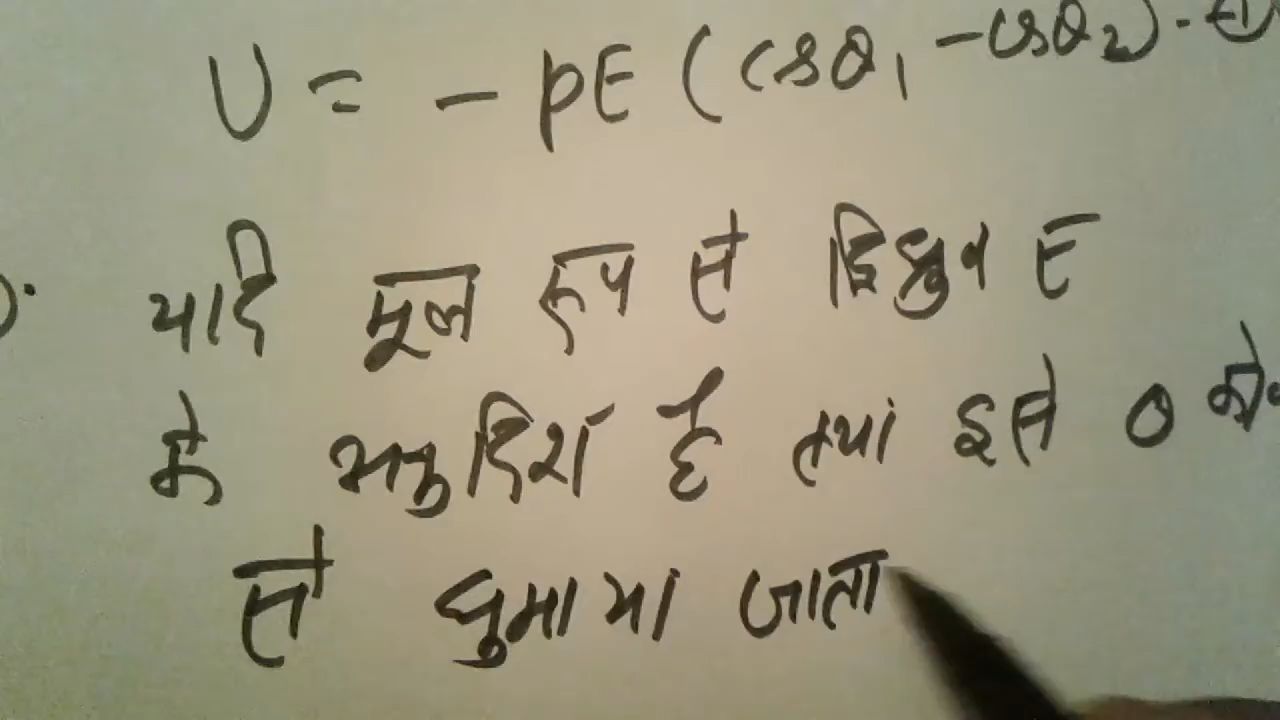 U = - pE (cosθ₁ - cosθ₂) - ①
यदि मूल रूप से द्विध्रुव E
के अनुदिश है तथा इसे θ को
से घुमाया जाता